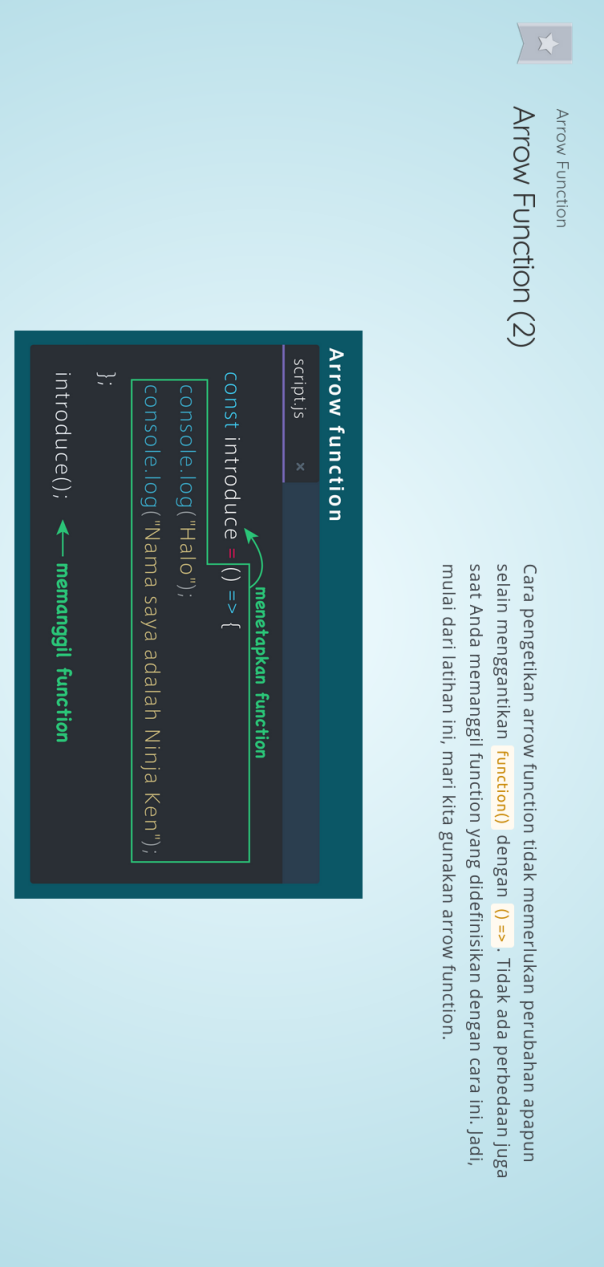 Arrow Function
Arrow Function (2)
Cara pengetikan arrow function tidak memerlukan perubahan apapun
selain menggantikan function() dengan () => . Tidak ada perbedaan juga
saat Anda memanggil function yang didefinisikan dengan cara ini. Jadi,
mulai dari latihan ini, mari kita gunakan arrow function.
Arrow function
script.js ×
menetapkan function
const introduce = () => {
console.log("Halo");
console.log("Nama saya adalah Ninja Ken");
};
introduce(); memanggil function